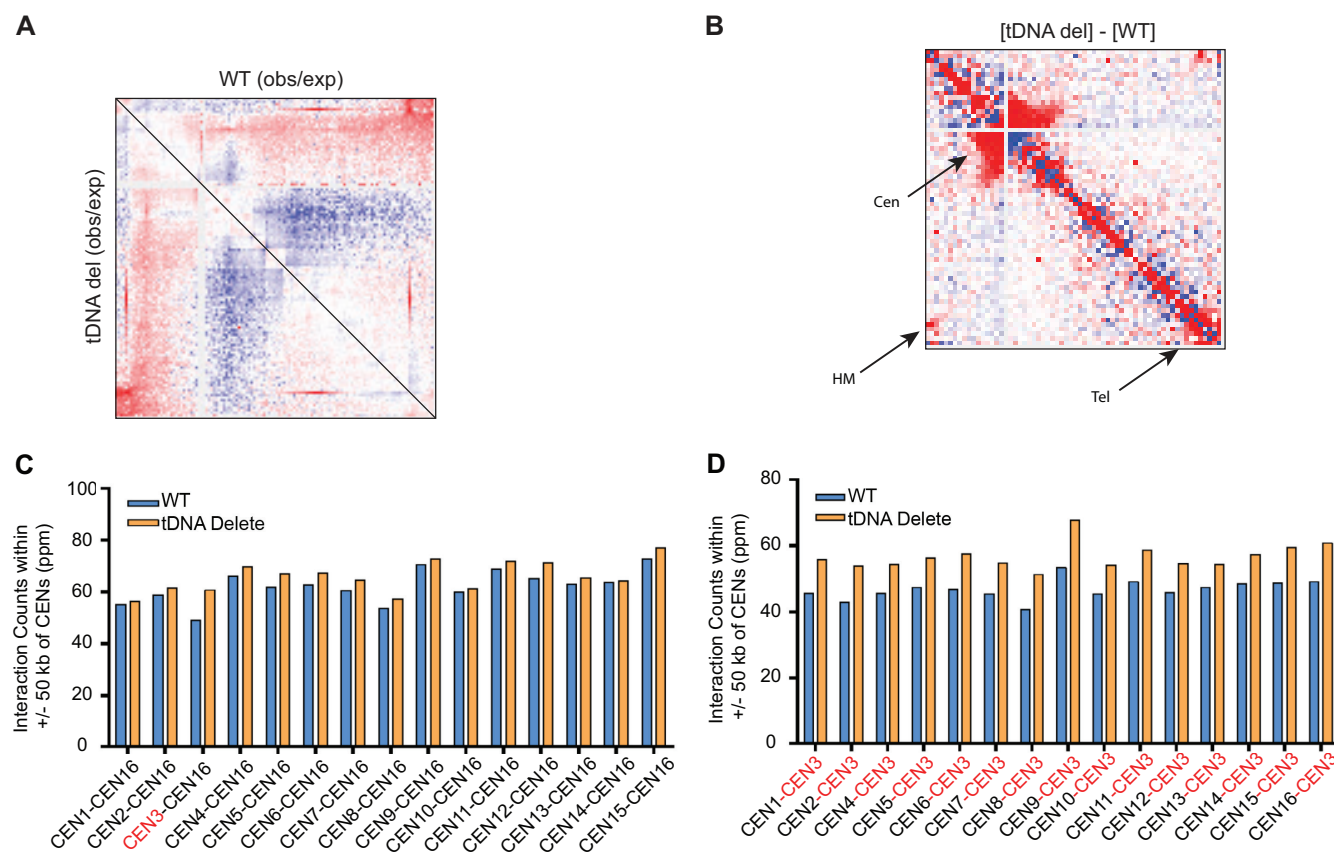 A
WT (obs/exp)
tDNA del (obs/exp)
B
[tDNA del] - [WT]
Cen
HM
Tel
C
Interaction Counts within
+/- 50 kb of CENs (ppm)
100
80
60
40
20
0
WT
tDNA Delete
CEN1-CEN16
CEN2-CEN16
CEN3-CEN16
CEN4-CEN16
CEN5-CEN16
CEN6-CEN16
CEN7-CEN16
CEN8-CEN16
CEN9-CEN16
CEN10-CEN16
CEN11-CEN16
CEN12-CEN16
CEN13-CEN16
CEN14-CEN16
CEN15-CEN16
D
Interaction Counts within
+/- 50 kb of CENs (ppm)
80
60
40
20
0
WT
tDNA Delete
CEN1-CEN3
CEN2-CEN3
CEN4-CEN3
CEN5-CEN3
CEN6-CEN3
CEN7-CEN3
CEN8-CEN3
CEN9-CEN3
CEN10-CEN3
CEN11-CEN3
CEN12-CEN3
CEN13-CEN3
CEN14-CEN3
CEN15-CEN3
CEN16-CEN3